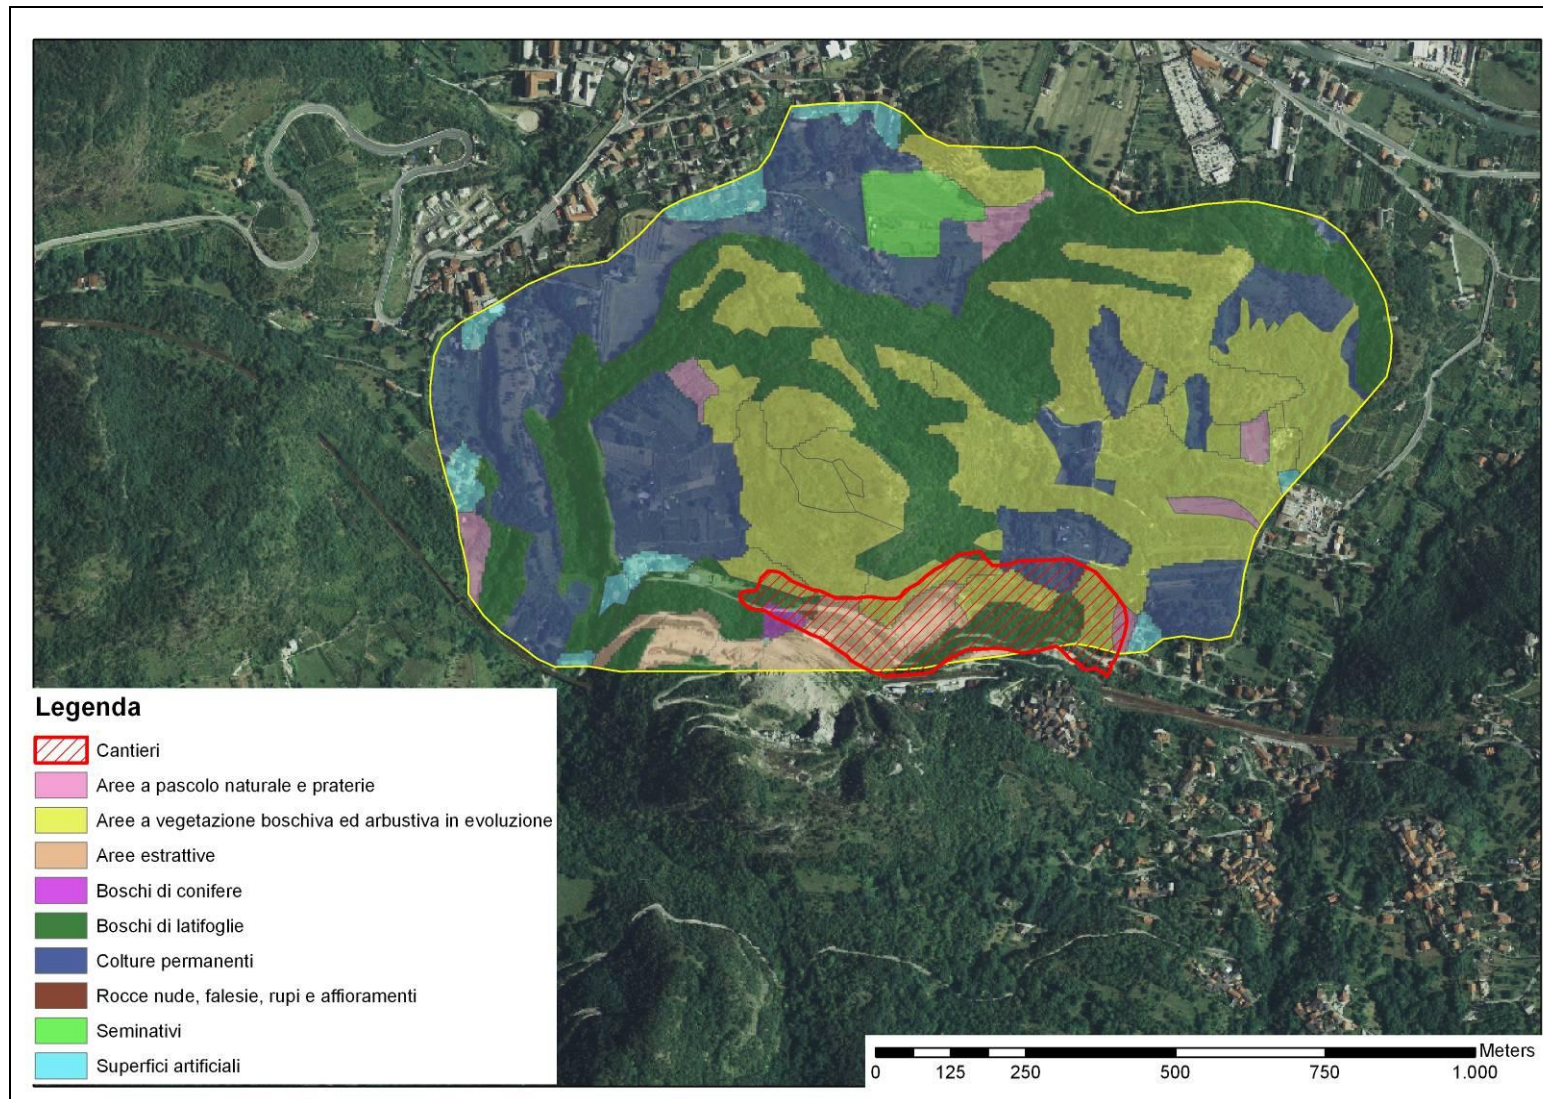 Legenda
Cantieri
Aree a pascolo naturale e praterie
Aree a vegetazione boschiva ed arbustiva in evoluzione
Aree estrattive
Boschi di conifere
Boschi di latifoglie
Colture permanenti
Rocce nude, falesie, rupi e affioramenti
Seminativi
Superfici artificiali
Meters
0 125 250 500 750 1.000